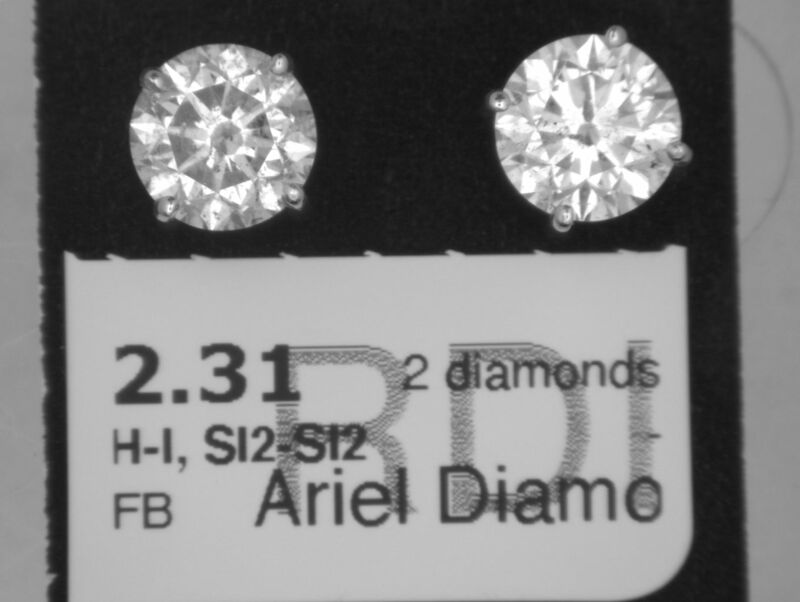 2.31 2 diamonds
H-I, SI2-SI2 -
FB Ariel Diamo
RDI